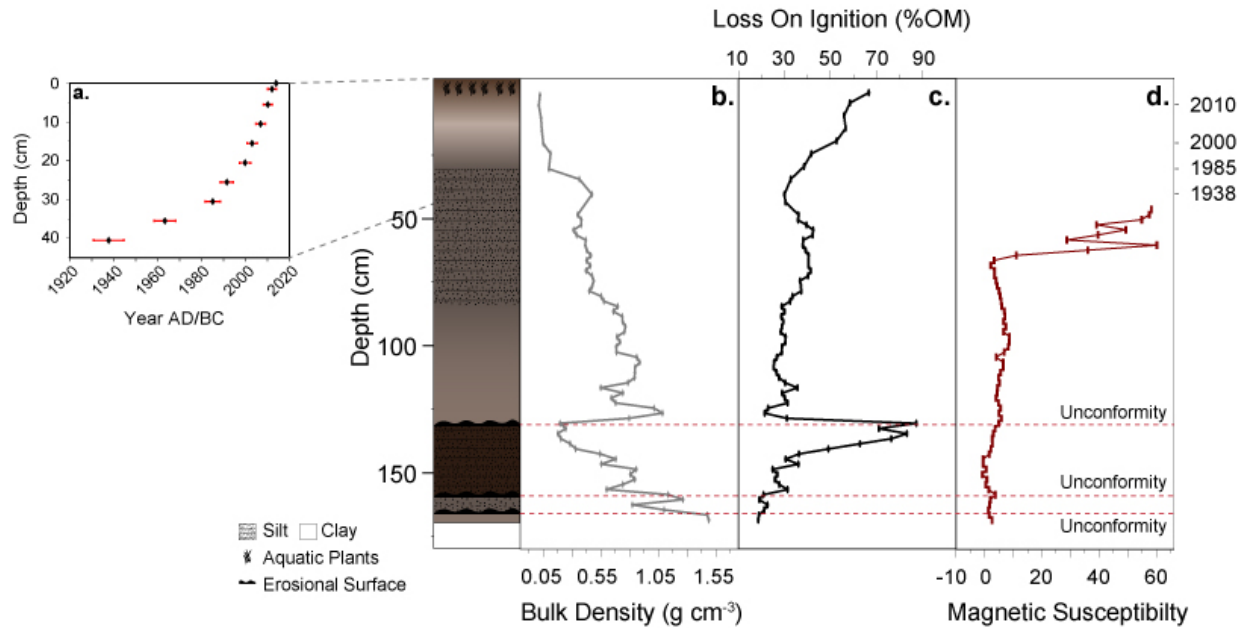 Loss On Ignition (%OM)
10 30 50 70 90
a.
0
10
20
30
40
Depth (cm)
1920 1940 1960 1980 2000 2020
Year AD/BC
b.
c.
d.
2010
2000
1985
1938
50
100
150
Depth (cm)
Unconformity
Unconformity
Unconformity
Silt Clay
Aquatic Plants
Erosional Surface
0.05 0.55 1.05 1.55
Bulk Density (g cm-3)
-10 0 20 40 60
Magnetic Susceptibilty